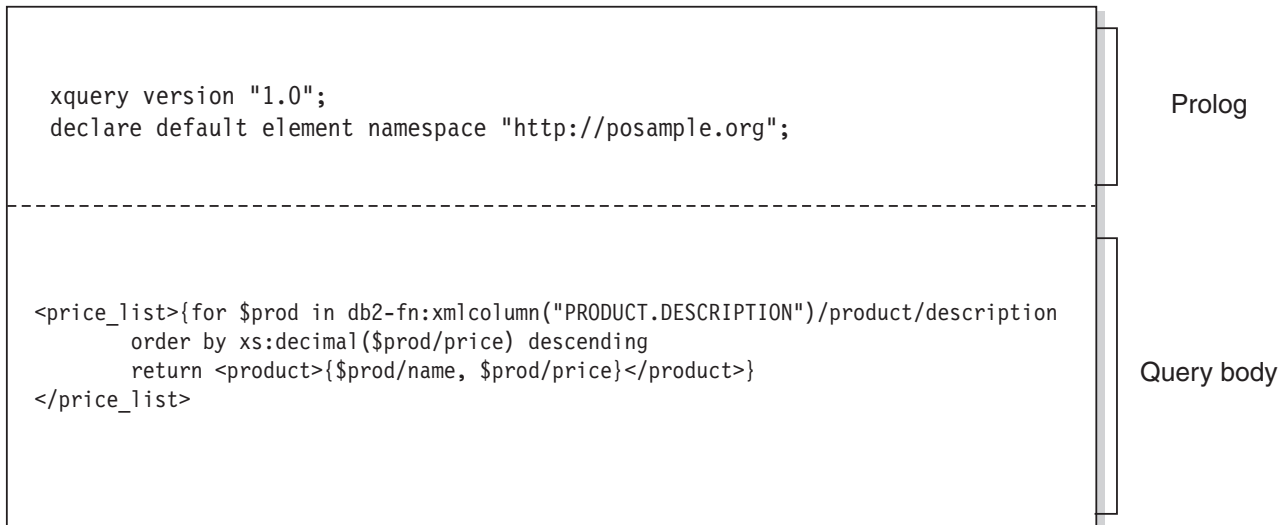 xquery version "1.0";
declare default element namespace "http://posample.org";
Prolog
<price_list>{for $prod in db2-fn:xmlcolumn("PRODUCT.DESCRIPTION")/product/description
order by xs:decimal($prod/price) descending
return <product>{$prod/name, $prod/price}</product>}
</price_list>
Query body